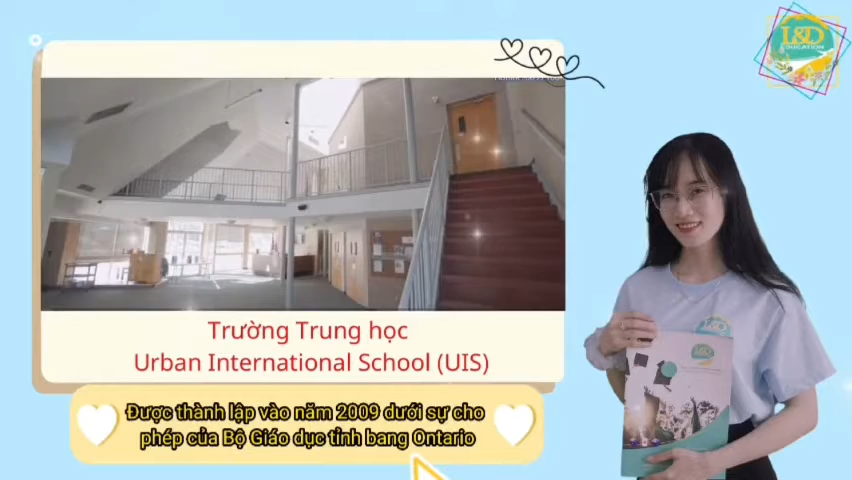 L&D
EDUCATION
Trường Trung học
Urban International School (UIS)
Được thành lập vào năm 2009 dưới sự cho
phép của Bộ Giáo dục tỉnh bang Ontario
L&D